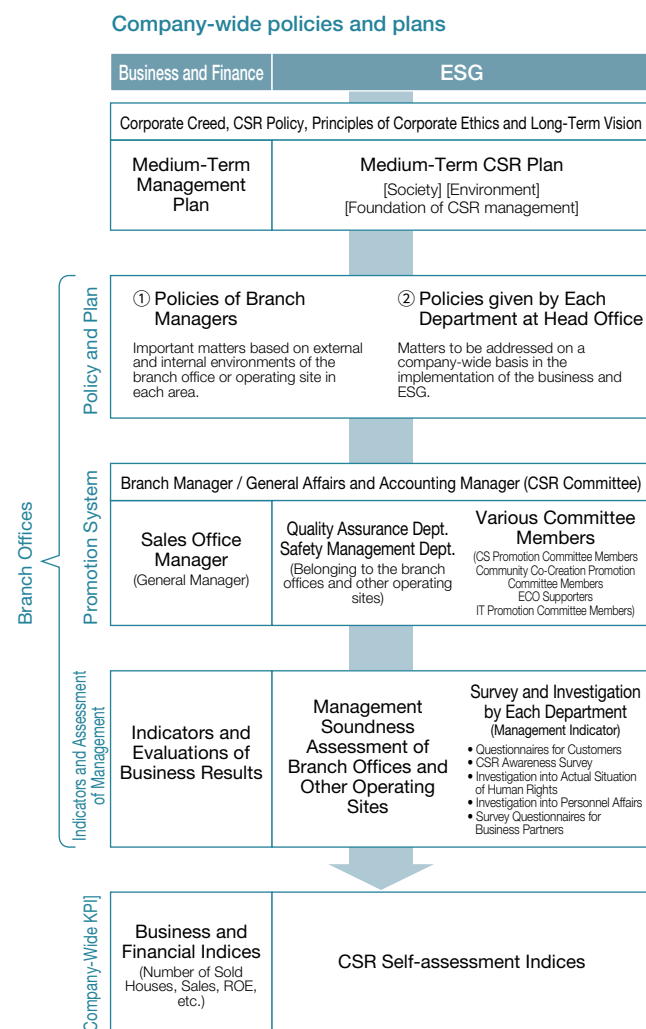 Company-wide policies and plans
Business and Finance
ESG
Corporate Creed, CSR Policy, Principles of Corporate Ethics and Long-Term Vision
Medium-Term
Management
Plan
Medium-Term CSR Plan
[Society] [Environment]
[Foundation of CSR management]
Branch Offices
Policy and Plan
① Policies of Branch
Managers
Important matters based on external
and internal environments of the
branch office or operating site in
each area.
② Policies given by Each
Department at Head Office
Matters to be addressed on a
company-wide basis in the
implementation of the business and
ESG.
Promotion System
Branch Manager / General Affairs and Accounting Manager (CSR Committee)
Sales Office
Manager
(General Manager)
Quality Assurance Dept.
Safety Management Dept.
(Belonging to the branch
offices and other operating
sites)
Various Committee
Members
(CS Promotion Committee Members
Community Co-Creation Promotion
Committee Members
ECO Supporters
IT Promotion Committee Members)
Indicators and Assessment
of Management
Indicators and
Evaluations of
Business Results
Management
Soundness
Assessment of
Branch Offices and
Other Operating
Sites
Survey and Investigation
by Each Department
(Management Indicator)
• Questionnaires for Customers
• CSR Awareness Survey
• Investigation into Actual Situation
of Human Rights
• Investigation into Personnel Affairs
• Survey Questionnaires for
Business Partners
Company-Wide KPI]
Business and
Financial Indices
(Number of Sold
Houses, Sales, ROE,
etc.)
CSR Self-assessment Indices